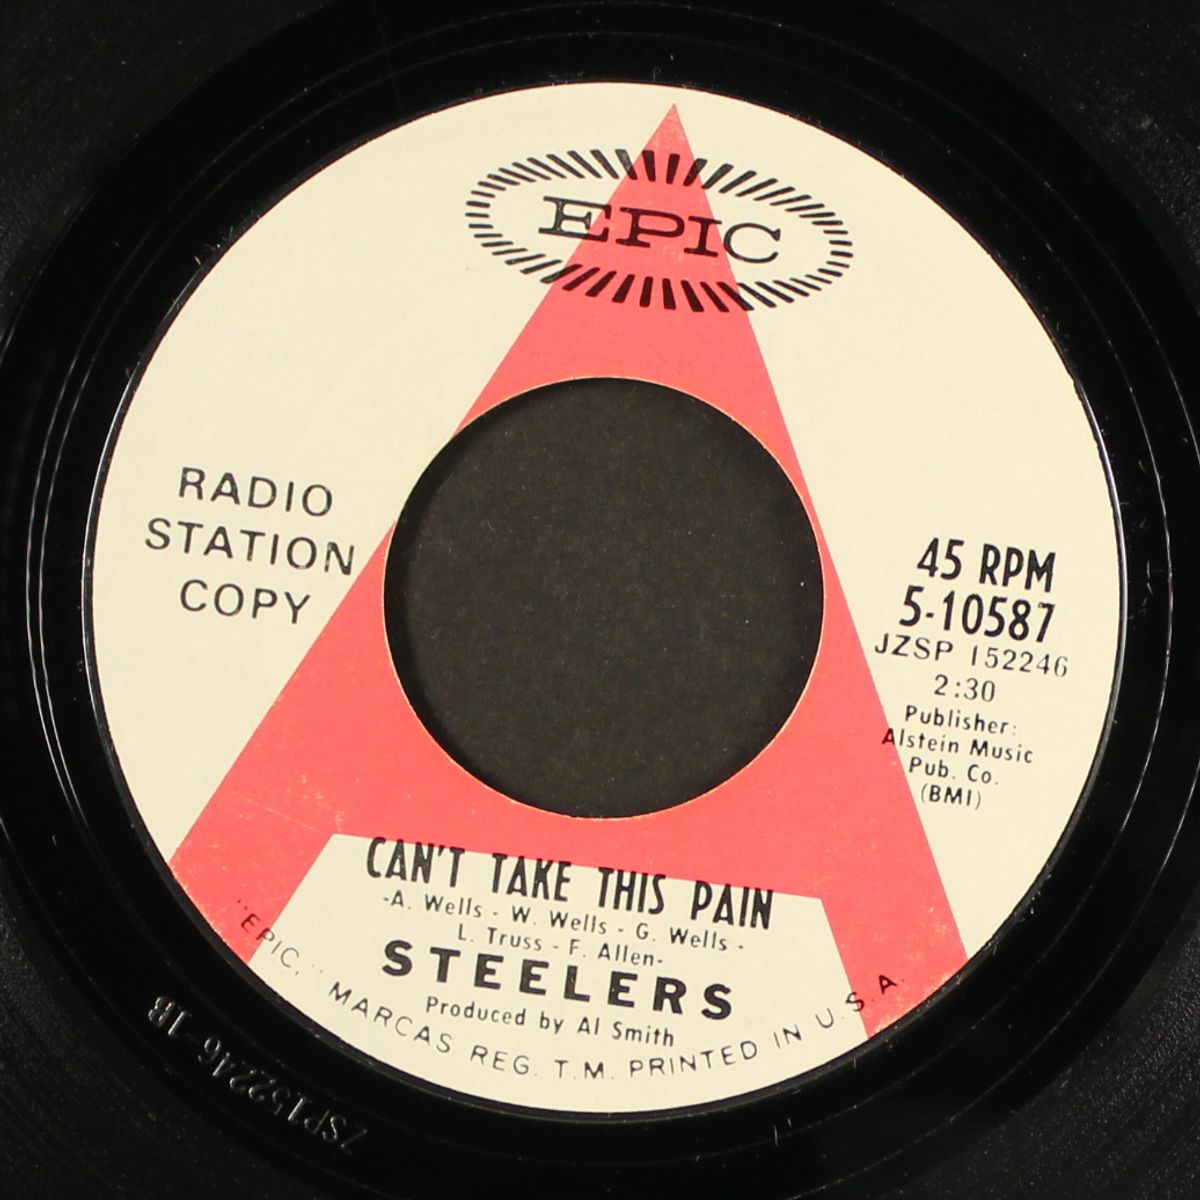 EPIC
RADIO
STATION
COPY
45 RPM
5-10587
JZSP 152246
2:30
Publisher:
Alstein Music
Pub. Co.
(BMI)
CAN'T TAKE THIS PAIN
-A. Wells - W. Wells - G. Wells -
L. Truss - F. Allen-
STEELERS
Produced by Al Smith
"EPIC," MARCAS REG. T.M. PRINTED IN U.S.A.
ZSP152246-1B